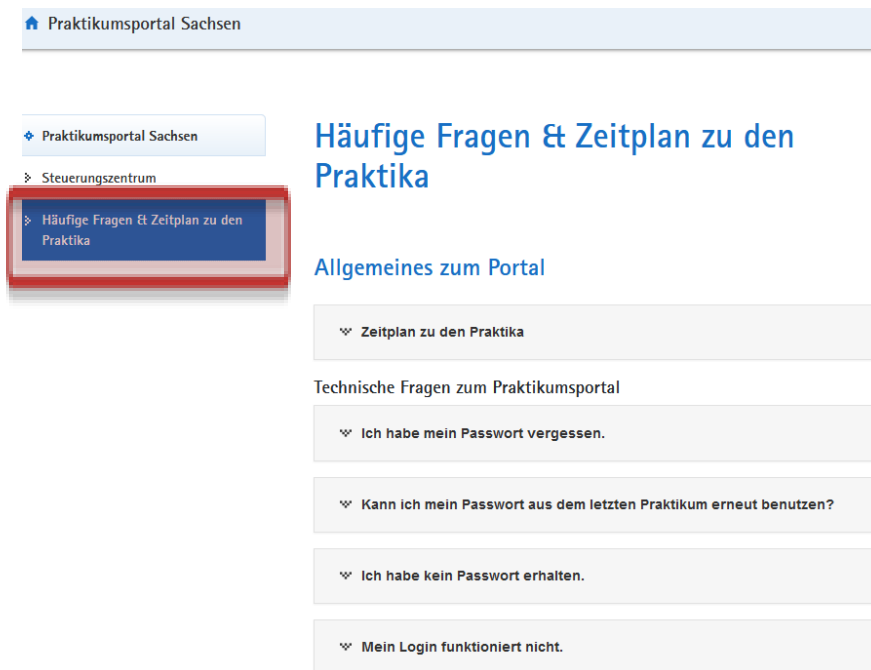 Praktikumsportal Sachsen
Praktikumsportal Sachsen
Steuerungszentrum
Häufige Fragen & Zeitplan zu den
Praktika
Häufige Fragen & Zeitplan zu den
Praktika
Allgemeines zum Portal
Zeitplan zu den Praktika
Technische Fragen zum Praktikumsportal
Ich habe mein Passwort vergessen.
Kann ich mein Passwort aus dem letzten Praktikum erneut benutzen?
Ich habe kein Passwort erhalten.
Mein Login funktioniert nicht.